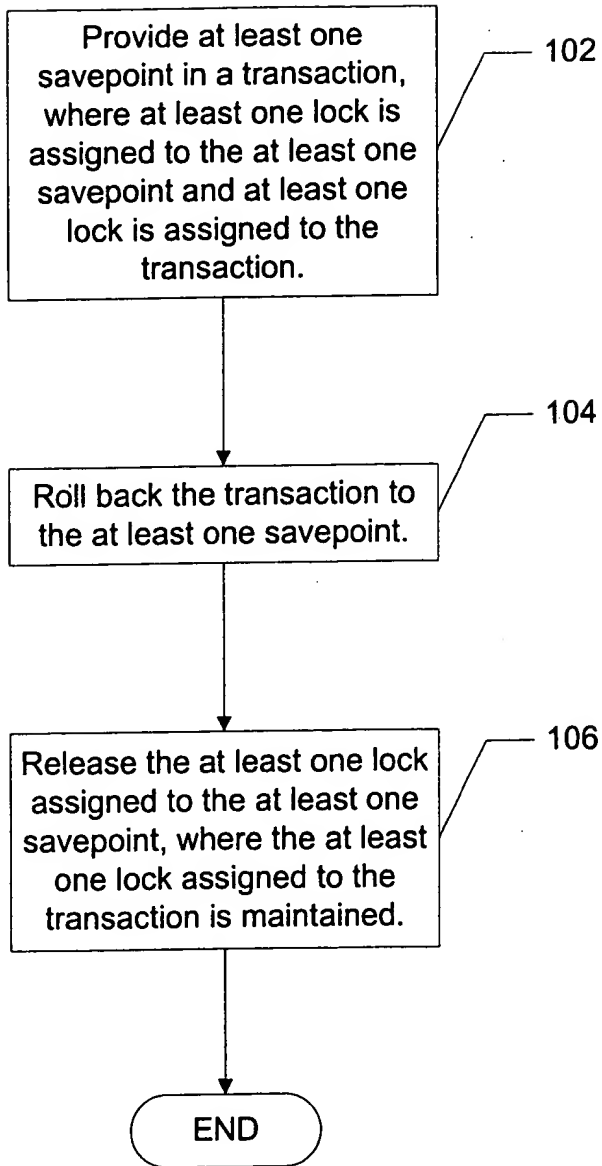 Provide at least one
savepoint in a transaction,
where at least one lock is
assigned to the at least one
savepoint and at least one
lock is assigned to the
transaction.
102
104
Roll back the transaction to
the at least one savepoint.
106
Release the at least one lock
assigned to the at least one
savepoint, where the at least
one lock assigned to the
transaction is maintained.
END